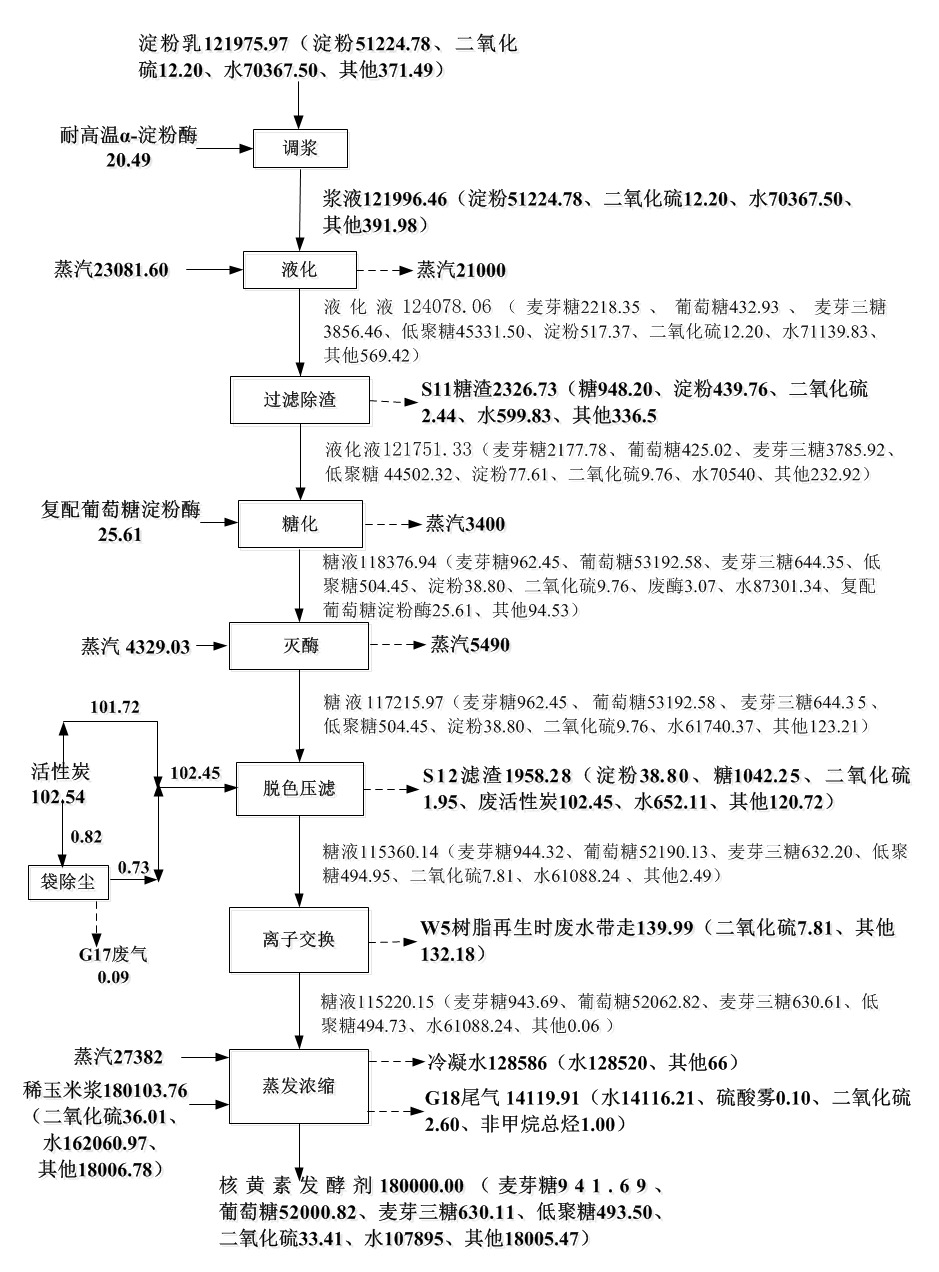 淀粉乳121975.97（淀粉51224.78、二氧化
硫12.20、水70367.50、其他371.49）
耐高温α-淀粉酶
20.49
调浆
浆液121996.46（淀粉51224.78、二氧化硫12.20、水70367.50、
其他391.98）
蒸汽23081.60
液化
蒸汽21000
液化液124078.06（麦芽糖2218.35、葡萄糖432.93、麦芽三糖
3856.46、低聚糖45331.50、淀粉517.37、二氧化硫12.20、水71139.83、
其他569.42）
过滤除渣
S11糖渣2326.73（糖948.20、淀粉439.76、二氧化硫
2.44、水599.83、其他336.5
液化液121751.33（麦芽糖2177.78、葡萄糖425.02、麦芽三糖3785.92、
低聚糖 44502.32、淀粉77.61、二氧化硫9.76、水70540、其他232.92）
复配葡萄糖淀粉酶
25.61
糖化
蒸汽3400
糖液118376.94（麦芽糖962.45、葡萄糖53192.58、麦芽三糖644.35、低
聚糖504.45、淀粉38.80、二氧化硫9.76、废酶3.07、水87301.34、复配
葡萄糖淀粉酶25.61、其他94.53）
蒸汽 4329.03
灭酶
蒸汽5490
糖液117215.97（麦芽糖962.45、葡萄糖53192.58、麦芽三糖644.35、
低聚糖504.45、淀粉38.80、二氧化硫9.76、水61740.37、其他123.21）
101.72
活性炭
102.54
102.45
脱色压滤
S12滤渣1958.28（淀粉38.80、糖1042.25、二氧化硫
1.95、废活性炭102.45、水652.11、其他120.72）
0.82
0.73
袋除尘
糖液115360.14（麦芽糖944.32、葡萄糖52190.13、麦芽三糖632.20、低聚
糖494.95、二氧化硫7.81、水61088.24 、其他2.49）
G17废气
0.09
离子交换
W5树脂再生时废水带走139.99（二氧化硫7.81、其他
132.18）
糖液115220.15（麦芽糖943.69、葡萄糖52062.82、麦芽三糖630.61、低
聚糖494.73、水61088.24、其他0.06 ）
蒸汽27382
稀玉米浆180103.76
（二氧化硫36.01、
水162060.97、
其他18006.78）
蒸发浓缩
冷凝水128586（水128520、其他66）
G18尾气 14119.91（水14116.21、硫酸雾0.10、二氧化硫
2.60、非甲烷总烃1.00）
核黄素发酵剂180000.00（麦芽糖941.69、
葡萄糖52000.82、麦芽三糖630.11、低聚糖493.50、
二氧化硫33.41、水107895、其他18005.47）